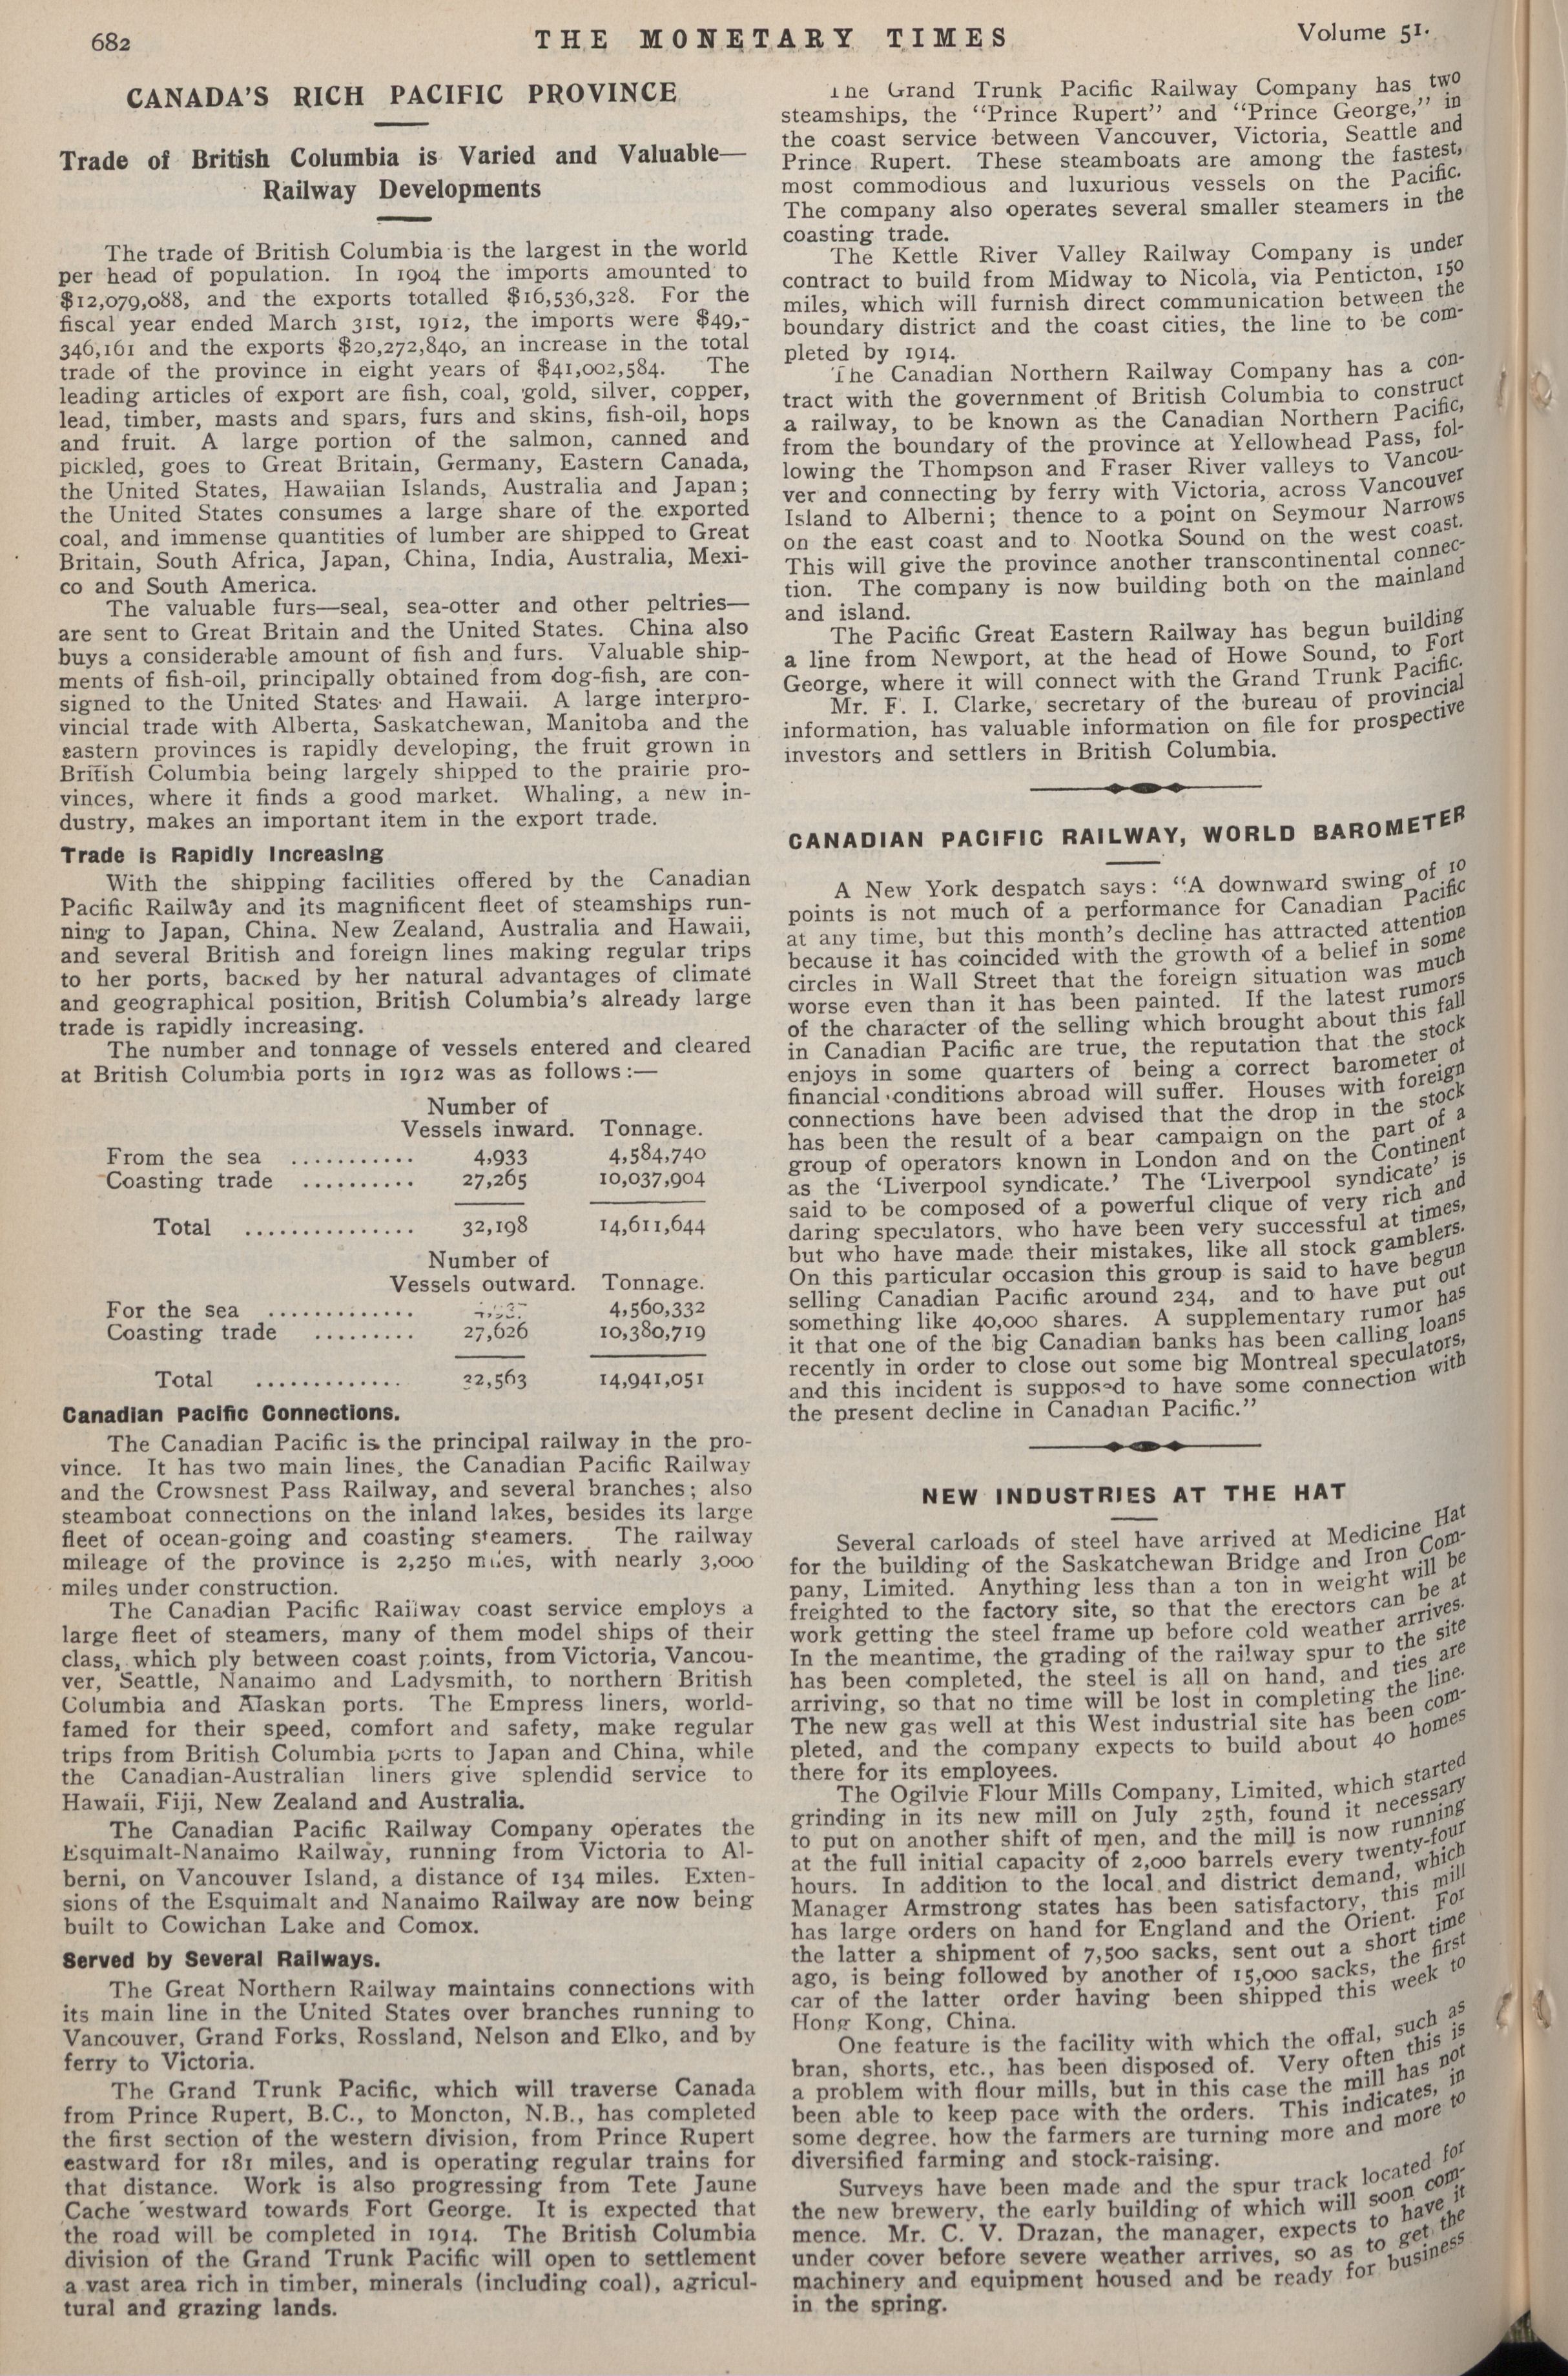 682
THE MONETARY TIMES
Volume 51.
CANADA'S RICH PACIFIC PROVINCE
Trade of British Columbia is Varied and Valuable—
Railway Developments
The trade of British Columbia is the largest in the world
per head of population. In 1904 the imports amounted to
$12,079,088, and the exports totalled $16,536,328. For the
fiscal year ended March 31st, 1912, the imports were $49,-
346,161 and the exports $20,272,840, an increase in the total
trade of the province in eight years of $41,002,584. The
leading articles of export are fish, coal, gold, silver, copper,
lead, timber, masts and spars, furs and skins, fish-oil, hops
and fruit. A large portion of the salmon, canned and
pickled, goes to Great Britain, Germany, Eastern Canada,
the United States, Hawaiian Islands, Australia and Japan;
the United States consumes a large share of the exported
coal, and immense quantities of lumber are shipped to Great
Britain, South Africa, Japan, China, India, Australia, Mexi-
co and South America.
The valuable furs—seal, sea-otter and other peltries—
are sent to Great Britain and the United States. China also
buys a considerable amount of fish and furs. Valuable ship-
ments of fish-oil, principally obtained from dog-fish, are con-
signed to the United States and Hawaii. A large interpro-
vincial trade with Alberta, Saskatchewan, Manitoba and the
eastern provinces is rapidly developing, the fruit grown in
British Columbia being largely shipped to the prairie pro-
vinces, where it finds a good market. Whaling, a new in-
dustry, makes an important item in the export trade.
Trade is Rapidly Increasing
With the shipping facilities offered by the Canadian
Pacific Railway and its magnificent fleet of steamships run-
ning to Japan, China. New Zealand, Australia and Hawaii,
and several British and foreign lines making regular trips
to her ports, backed by her natural advantages of climate
and geographical position, British Columbia's already large
trade is rapidly increasing.
The number and tonnage of vessels entered and cleared
at British Columbia ports in 1912 was as follows:—
Number of
Vessels inward. Tonnage.
From the sea ........... 4,933 4,584,740
Coasting trade .......... 27,265 10,037,904
Total ............... 32,198 14,611,644
Number of
Vessels outward. Tonnage.
For the sea ............. 4,560,332
Coasting trade ......... 27,626 10,380,719
Total ............. 32,563 14,941,051
Canadian Pacific Connections.
The Canadian Pacific is the principal railway in the pro-
vince. It has two main lines, the Canadian Pacific Railway
and the Crowsnest Pass Railway, and several branches; also
steamboat connections on the inland lakes, besides its large
fleet of ocean-going and coasting steamers. The railway
mileage of the province is 2,250 miles, with nearly 3,000
miles under construction.
The Canadian Pacific Railway coast service employs a
large fleet of steamers, many of them model ships of their
class, which ply between coast points, from Victoria, Vancou-
ver, Seattle, Nanaimo and Ladysmith, to northern British
Columbia and Alaskan ports. The Empress liners, world-
famed for their speed, comfort and safety, make regular
trips from British Columbia ports to Japan and China, while
the Canadian-Australian liners give splendid service to
Hawaii, Fiji, New Zealand and Australia.
The Canadian Pacific Railway Company operates the
Esquimalt-Nanaimo Railway, running from Victoria to Al-
berni, on Vancouver Island, a distance of 134 miles. Exten-
sions of the Esquimalt and Nanaimo Railway are now being
built to Cowichan Lake and Comox.
Served by Several Railways.
The Great Northern Railway maintains connections with
its main line in the United States over branches running to
Vancouver, Grand Forks, Rossland, Nelson and Elko, and by
ferry to Victoria.
The Grand Trunk Pacific, which will traverse Canada
from Prince Rupert, B.C., to Moncton, N.B., has completed
the first section of the western division, from Prince Rupert
eastward for 181 miles, and is operating regular trains for
that distance. Work is also progressing from Tete Jaune
Cache westward towards Fort George. It is expected that
the road will be completed in 1914. The British Columbia
division of the Grand Trunk Pacific will open to settlement
a vast area rich in timber, minerals (including coal), agricul-
tural and grazing lands.
The Grand Trunk Pacific Railway Company has two
steamships, the "Prince Rupert" and "Prince George," in
the coast service between Vancouver, Victoria, Seattle and
Prince Rupert. These steamboats are among the fastest,
most commodious and luxurious vessels on the Pacific.
The company also operates several smaller steamers in the
coasting trade.
The Kettle River Valley Railway Company is under
contract to build from Midway to Nicola, via Penticton, 150
miles, which will furnish direct communication between the
boundary district and the coast cities, the line to be com-
pleted by 1914.
The Canadian Northern Railway Company has a con-
tract with the government of British Columbia to construct
a railway, to be known as the Canadian Northern Pacific,
from the boundary of the province at Yellowhead Pass, fol-
lowing the Thompson and Fraser River valleys to Vancou-
ver and connecting by ferry with Victoria, across Vancouver
Island to Alberni; thence to a point on Seymour Narrows
on the east coast and to Nootka Sound on the west coast.
This will give the province another transcontinental connec-
tion. The company is now building both on the mainland
and island.
The Pacific Great Eastern Railway has begun building
a line from Newport, at the head of Howe Sound, to Fort
George, where it will connect with the Grand Trunk Pacific.
Mr. F. I. Clarke, secretary of the bureau of provincial
information, has valuable information on file for prospective
investors and settlers in British Columbia.
CANADIAN PACIFIC RAILWAY, WORLD BAROMETER
A New York despatch says: "A downward swing of 10
points is not much of a performance for Canadian Pacific
at any time, but this month's decline has attracted attention
because it has coincided with the growth of a belief in some
circles in Wall Street that the foreign situation was much
worse even than it has been painted. If the latest rumors
of the character of the selling which brought about this fall
in Canadian Pacific are true, the reputation that the stock
enjoys in some quarters of being a correct barometer of
financial conditions abroad will suffer. Houses with foreign
connections have been advised that the drop in the stock
has been the result of a bear campaign on the part of a
group of operators known in London and on the Continent
as the 'Liverpool syndicate.' The 'Liverpool syndicate' is
said to be composed of a powerful clique of very rich and
daring speculators, who have been very successful at times,
but who have made their mistakes, like all stock gamblers.
On this particular occasion this group is said to have begun
selling Canadian Pacific around 234, and to have put out
something like 40,000 shares. A supplementary rumor has
it that one of the big Canadian banks has been calling loans
recently in order to close out some big Montreal speculators,
and this incident is supposed to have some connection with
the present decline in Canadian Pacific."
NEW INDUSTRIES AT THE HAT
Several carloads of steel have arrived at Medicine Hat
for the building of the Saskatchewan Bridge and Iron Com-
pany, Limited. Anything less than a ton in weight will be
freighted to the factory site, so that the erectors can be at
work getting the steel frame up before cold weather arrives.
In the meantime, the grading of the railway spur to the site
has been completed, the steel is all on hand, and ties are
arriving, so that no time will be lost in completing the line.
The new gas well at this West industrial site has been com-
pleted, and the company expects to build about 40 homes
there for its employees.
The Ogilvie Flour Mills Company, Limited, which started
grinding in its new mill on July 25th, found it necessary
to put on another shift of men, and the mill is now running
at the full initial capacity of 2,000 barrels every twenty-four
hours. In addition to the local and district demand, which
Manager Armstrong states has been satisfactory, this mill
has large orders on hand for England and the Orient. For
the latter a shipment of 7,500 sacks, sent out a short time
ago, is being followed by another of 15,000 sacks, the first
car of the latter order having been shipped this week to
Hong Kong, China.
One feature is the facility with which the offal, such as
bran, shorts, etc., has been disposed of. Very often this is
a problem with flour mills, but in this case the mill has not
been able to keep pace with the orders. This indicates, in
some degree, how the farmers are turning more and more to
diversified farming and stock-raising.
Surveys have been made and the spur track located for
the new brewery, the early building of which will soon com-
mence. Mr. C. V. Drazan, the manager, expects to have it
under cover before severe weather arrives, so as to get the
machinery and equipment housed and be ready for business
in the spring.